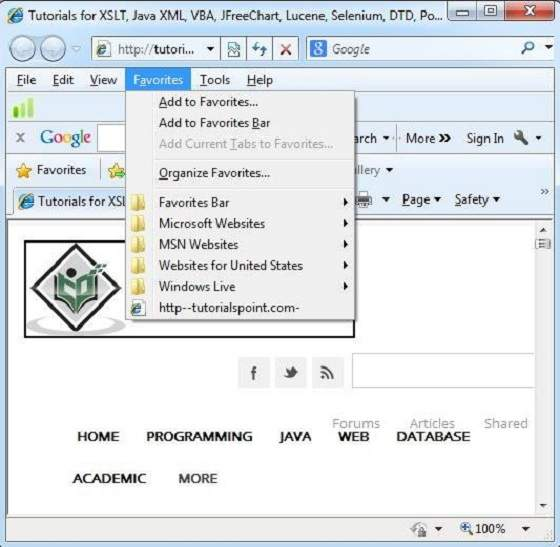 Tutorials for XSLT, Java XML, VBA, JFreeChart, Lucene, Selenium, DTD, Po...
http://tutori... Google
File Edit View Favorites Tools Help
Add to Favorites...
Add to Favorites Bar
Add Current Tabs to Favorites...
Organize Favorites...
Favorites Bar
Microsoft Websites
MSN Websites
Websites for United States
Windows Live
http--tutorialspoint.com-
x Google arch More >> Sign In
Favorites llery
Tutorials for XSL Page Safety >>
f
Forums Articles Shared
HOME PROGRAMMING JAVA WEB DATABASE
ACADEMIC MORE
100%